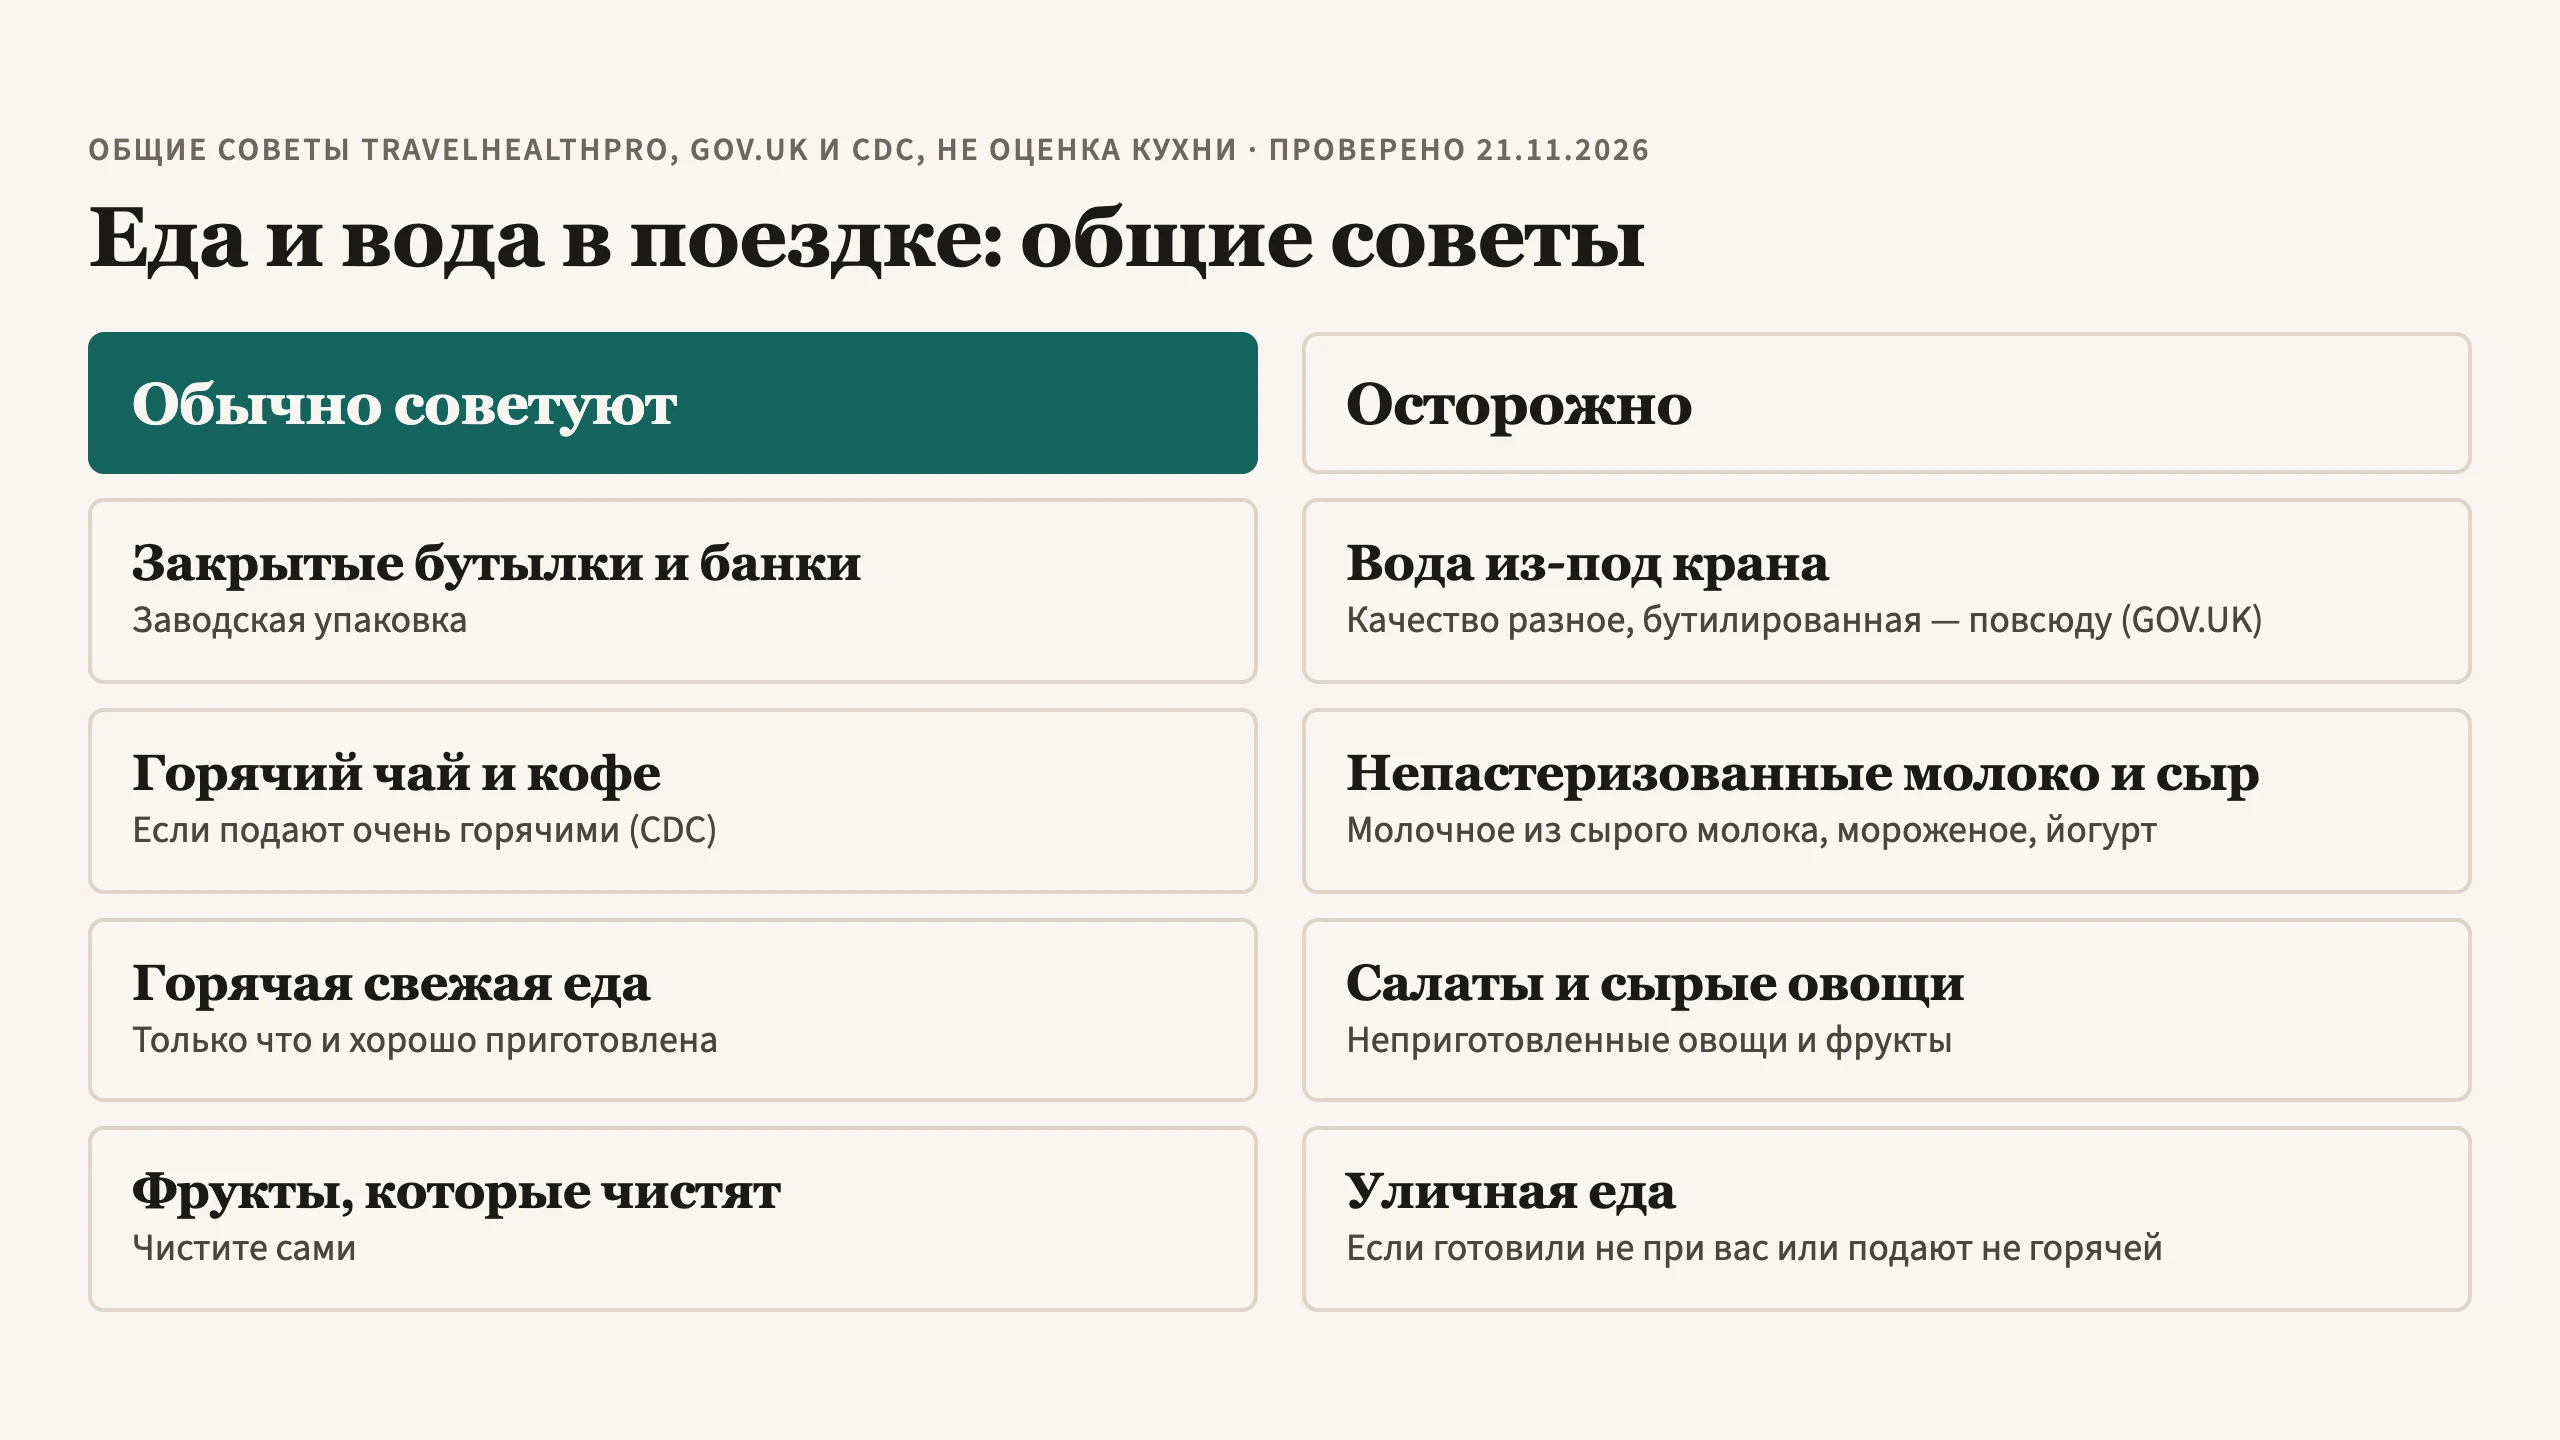 ОБЩИЕ СОВЕТЫ TRAVELHEALTHPRO, GOV.UK И CDC, НЕ ОЦЕНКА КУХНИ · ПРОВЕРЕНО 21.11.2026
Еда и вода в поездке: общие советы
Обычно советуют
Закрытые бутылки и банки
Заводская упаковка
Горячий чай и кофе
Если подают очень горячими (CDC)
Горячая свежая еда
Только что и хорошо приготовлена
Фрукты, которые чистят
Чистите сами
Осторожно
Вода из-под крана
Качество разное, бутилированная — повсюду (GOV.UK)
Непастеризованные молоко и сыр
Молочное из сырого молока, мороженое, йогурт
Салаты и сырые овощи
Неприготовленные овощи и фрукты
Уличная еда
Если готовили не при вас или подают не горячей